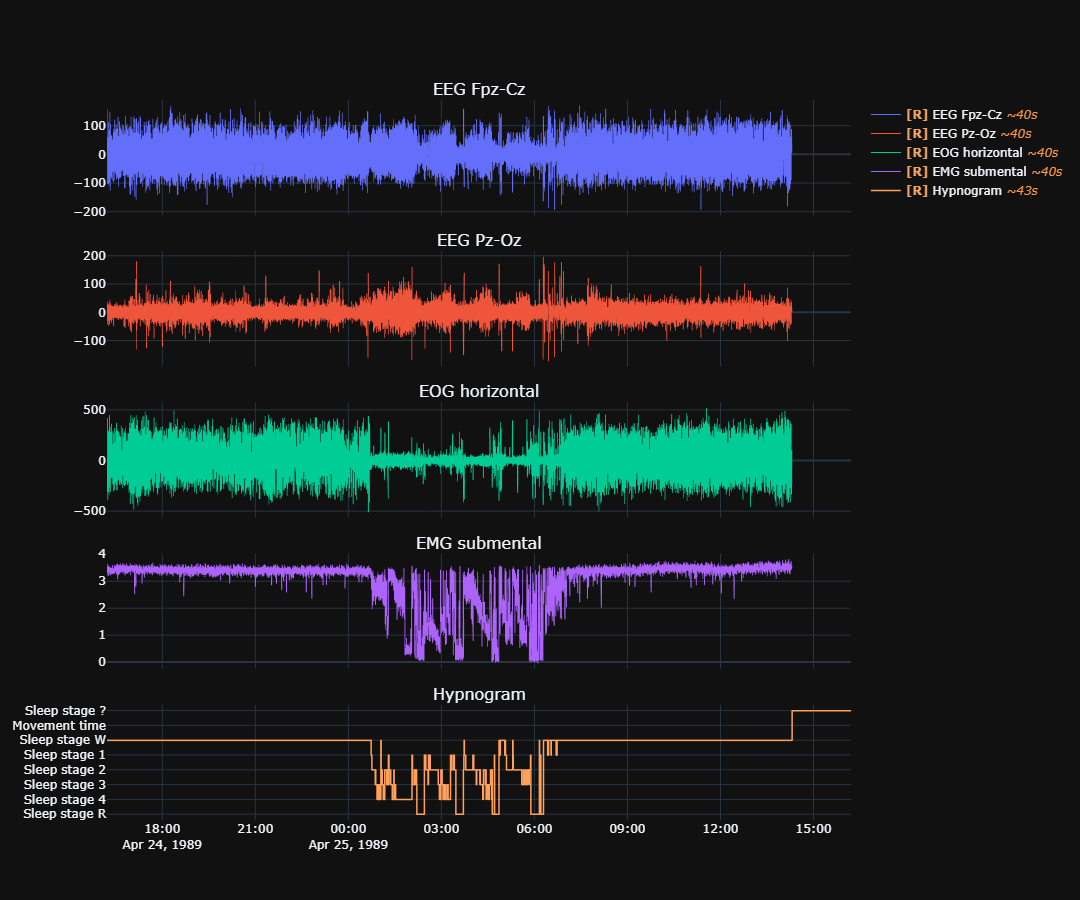 EEG Fpz-Cz
100
0
−100
−200
[R] EEG Fpz-Cz ~40s
[R] EEG Pz-Oz ~40s
[R] EOG horizontal ~40s
[R] EMG submental ~40s
[R] Hypnogram ~43s
EEG Pz-Oz
200
100
0
−100
EOG horizontal
500
0
−500
EMG submental
4
3
2
1
0
Hypnogram
Sleep stage ?
Movement time
Sleep stage W
Sleep stage 1
Sleep stage 2
Sleep stage 3
Sleep stage 4
Sleep stage R
18:00 21:00 00:00 03:00 06:00 09:00 12:00 15:00
Apr 24, 1989 Apr 25, 1989